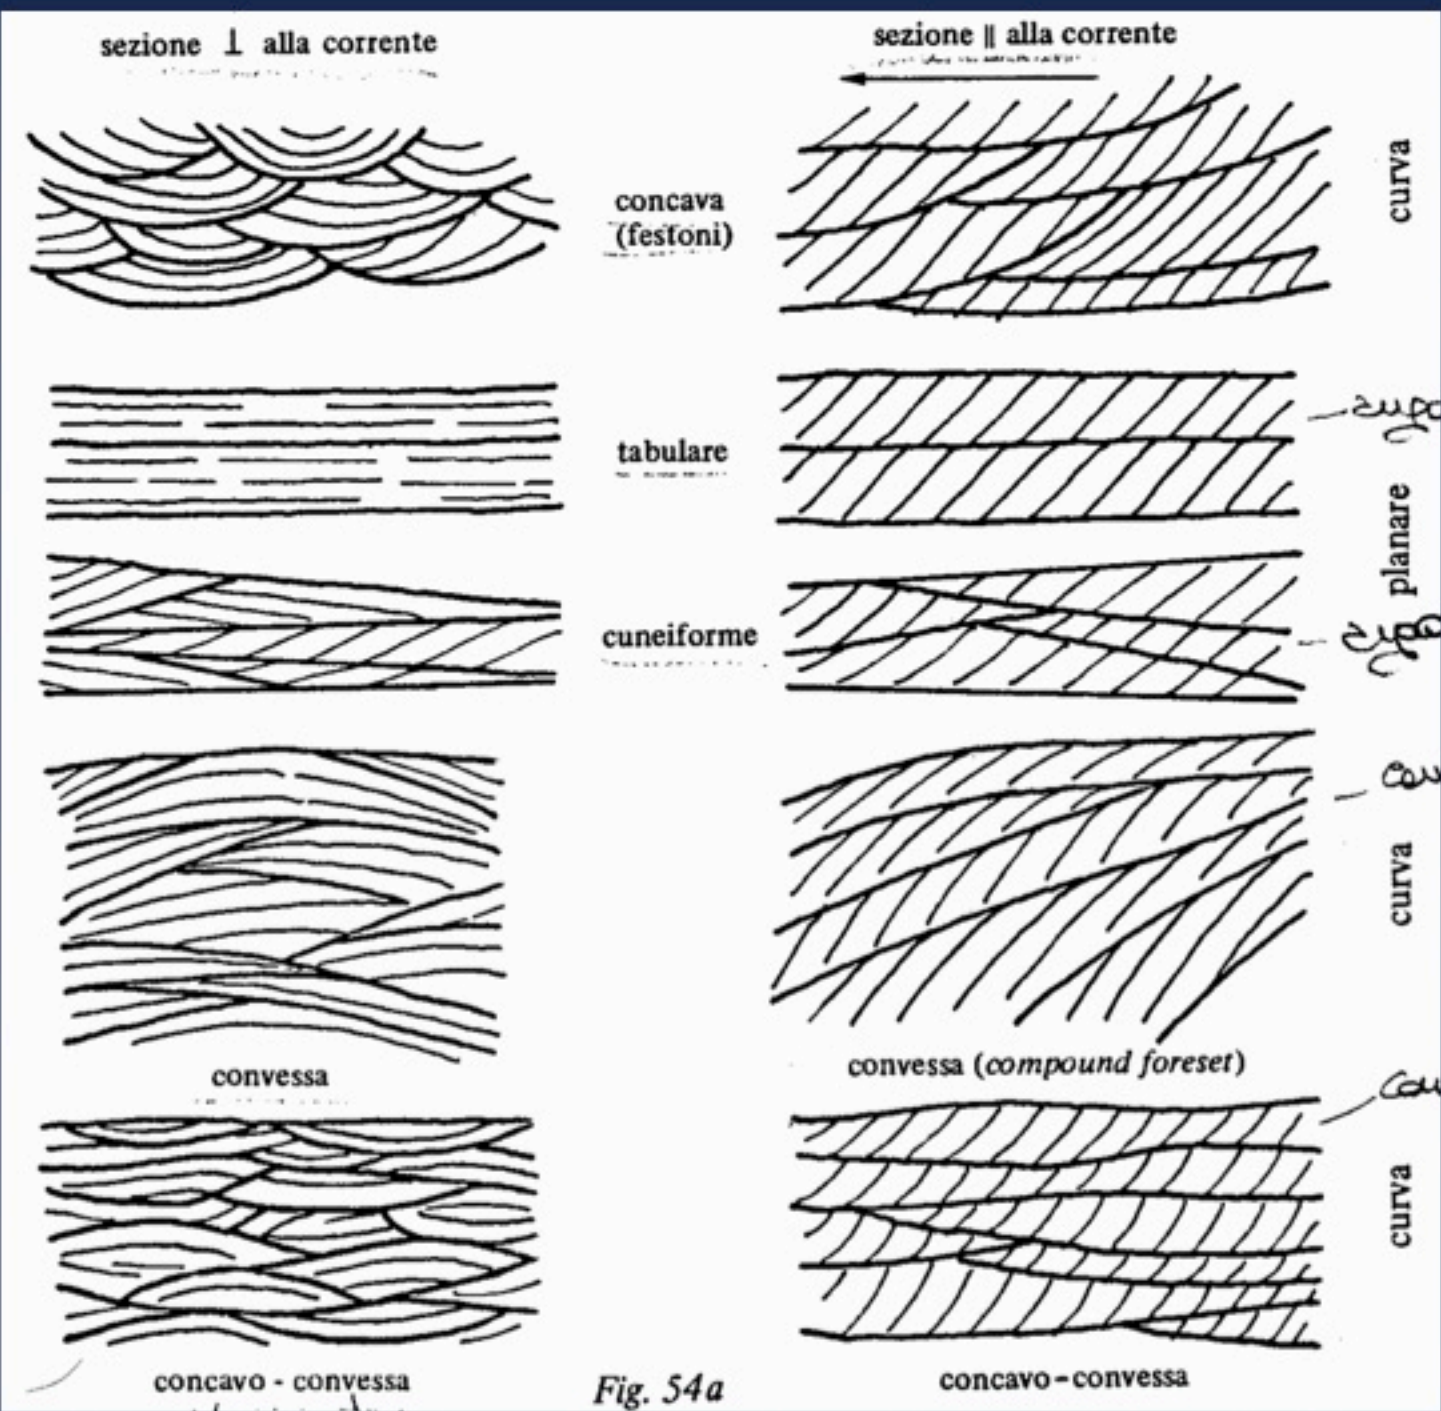 sezione ⊥ alla corrente
sezione ∥ alla corrente
concava
(festoni)
curva
tabulare
planare
cuneiforme
curva
convessa
convessa (compound foreset)
curva
concavo - convessa
Fig. 54a
concavo-convessa